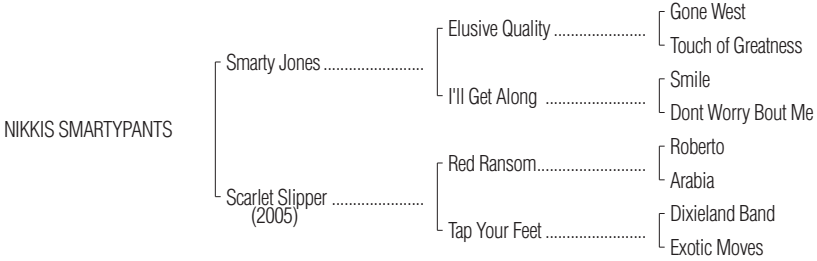 Gone West
Elusive Quality ......................
Touch of Greatness
Smarty Jones ........................
Smile
I'll Get Along ........................
Dont Worry Bout Me
NIKKIS SMARTYPANTS
Roberto
Red Ransom..........................
Arabia
Scarlet Slipper ......................
(2005)
Dixieland Band
Tap Your Feet ........................
Exotic Moves